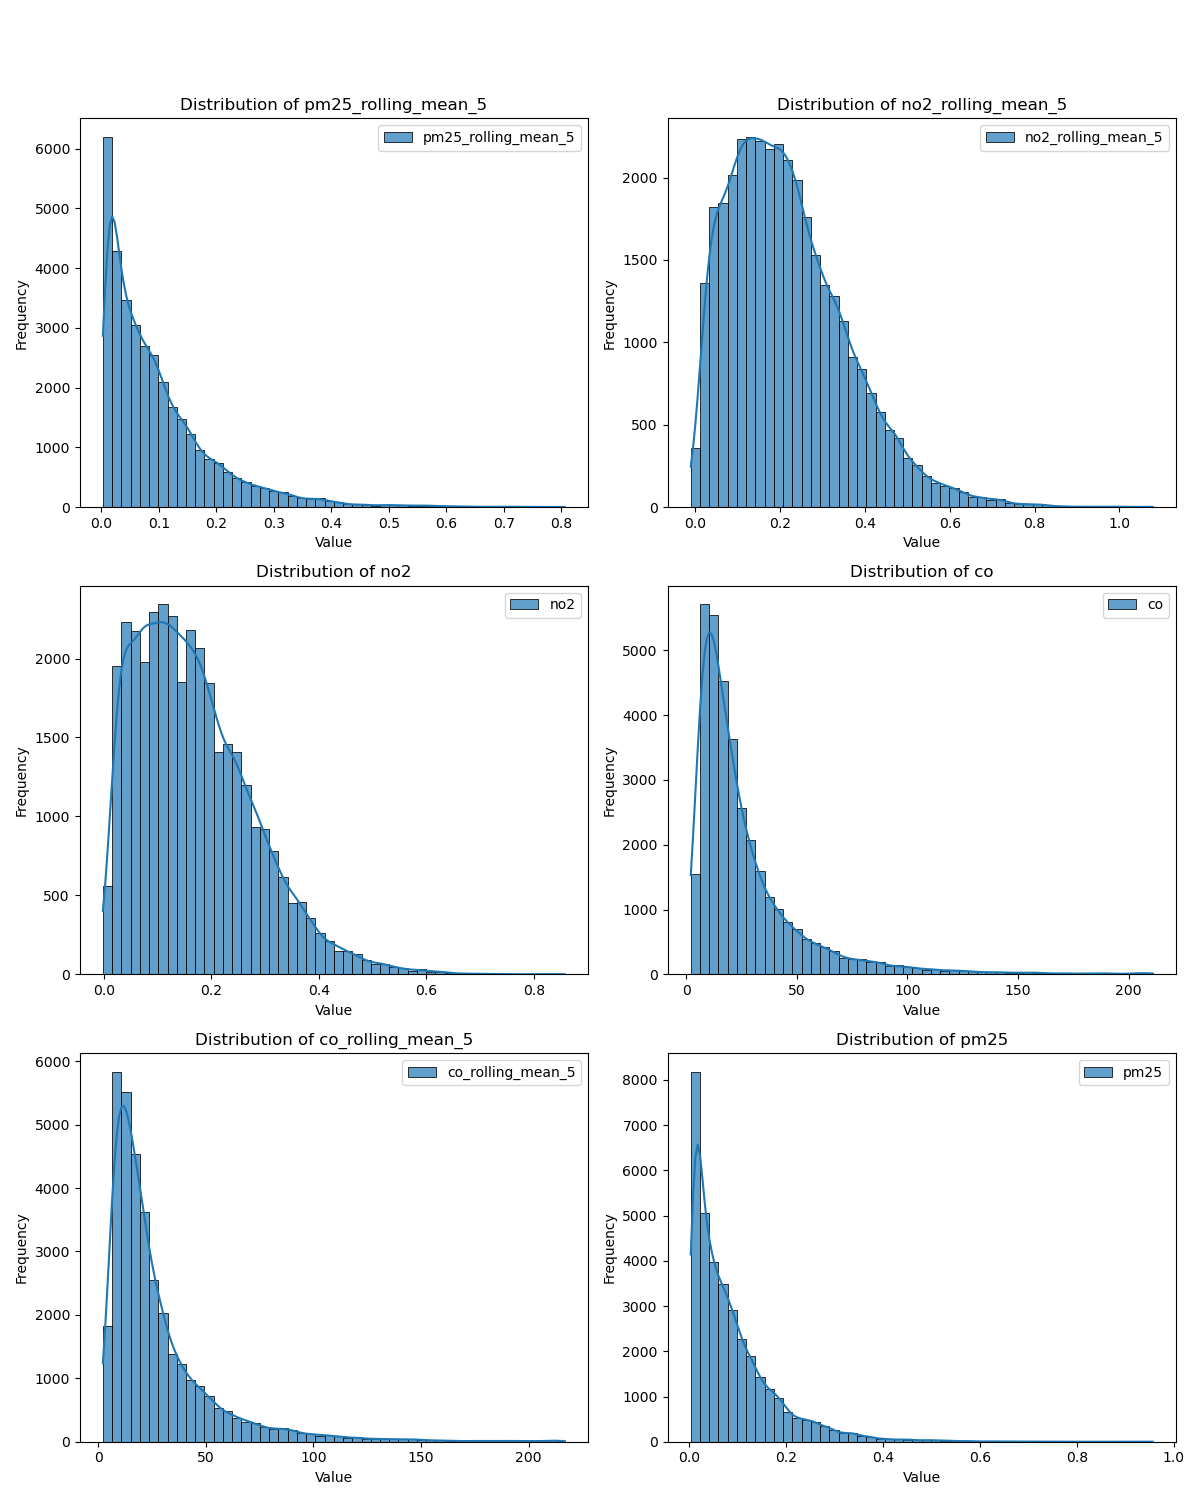 Distribution of pm25_rolling_mean_5
pm25_rolling_mean_5
Frequency
6000
5000
4000
3000
2000
1000
0
0.0 0.1 0.2 0.3 0.4 0.5 0.6 0.7 0.8
Value
Distribution of no2_rolling_mean_5
no2_rolling_mean_5
Frequency
2000
1500
1000
500
0
0.0 0.2 0.4 0.6 0.8 1.0
Value
Distribution of no2
no2
Frequency
2000
1500
1000
500
0
0.0 0.2 0.4 0.6 0.8
Value
Distribution of co
co
Frequency
5000
4000
3000
2000
1000
0
0 50 100 150 200
Value
Distribution of co_rolling_mean_5
co_rolling_mean_5
Frequency
6000
5000
4000
3000
2000
1000
0
0 50 100 150 200
Value
Distribution of pm25
pm25
Frequency
8000
7000
6000
5000
4000
3000
2000
1000
0
0.0 0.2 0.4 0.6 0.8 1.0
Value